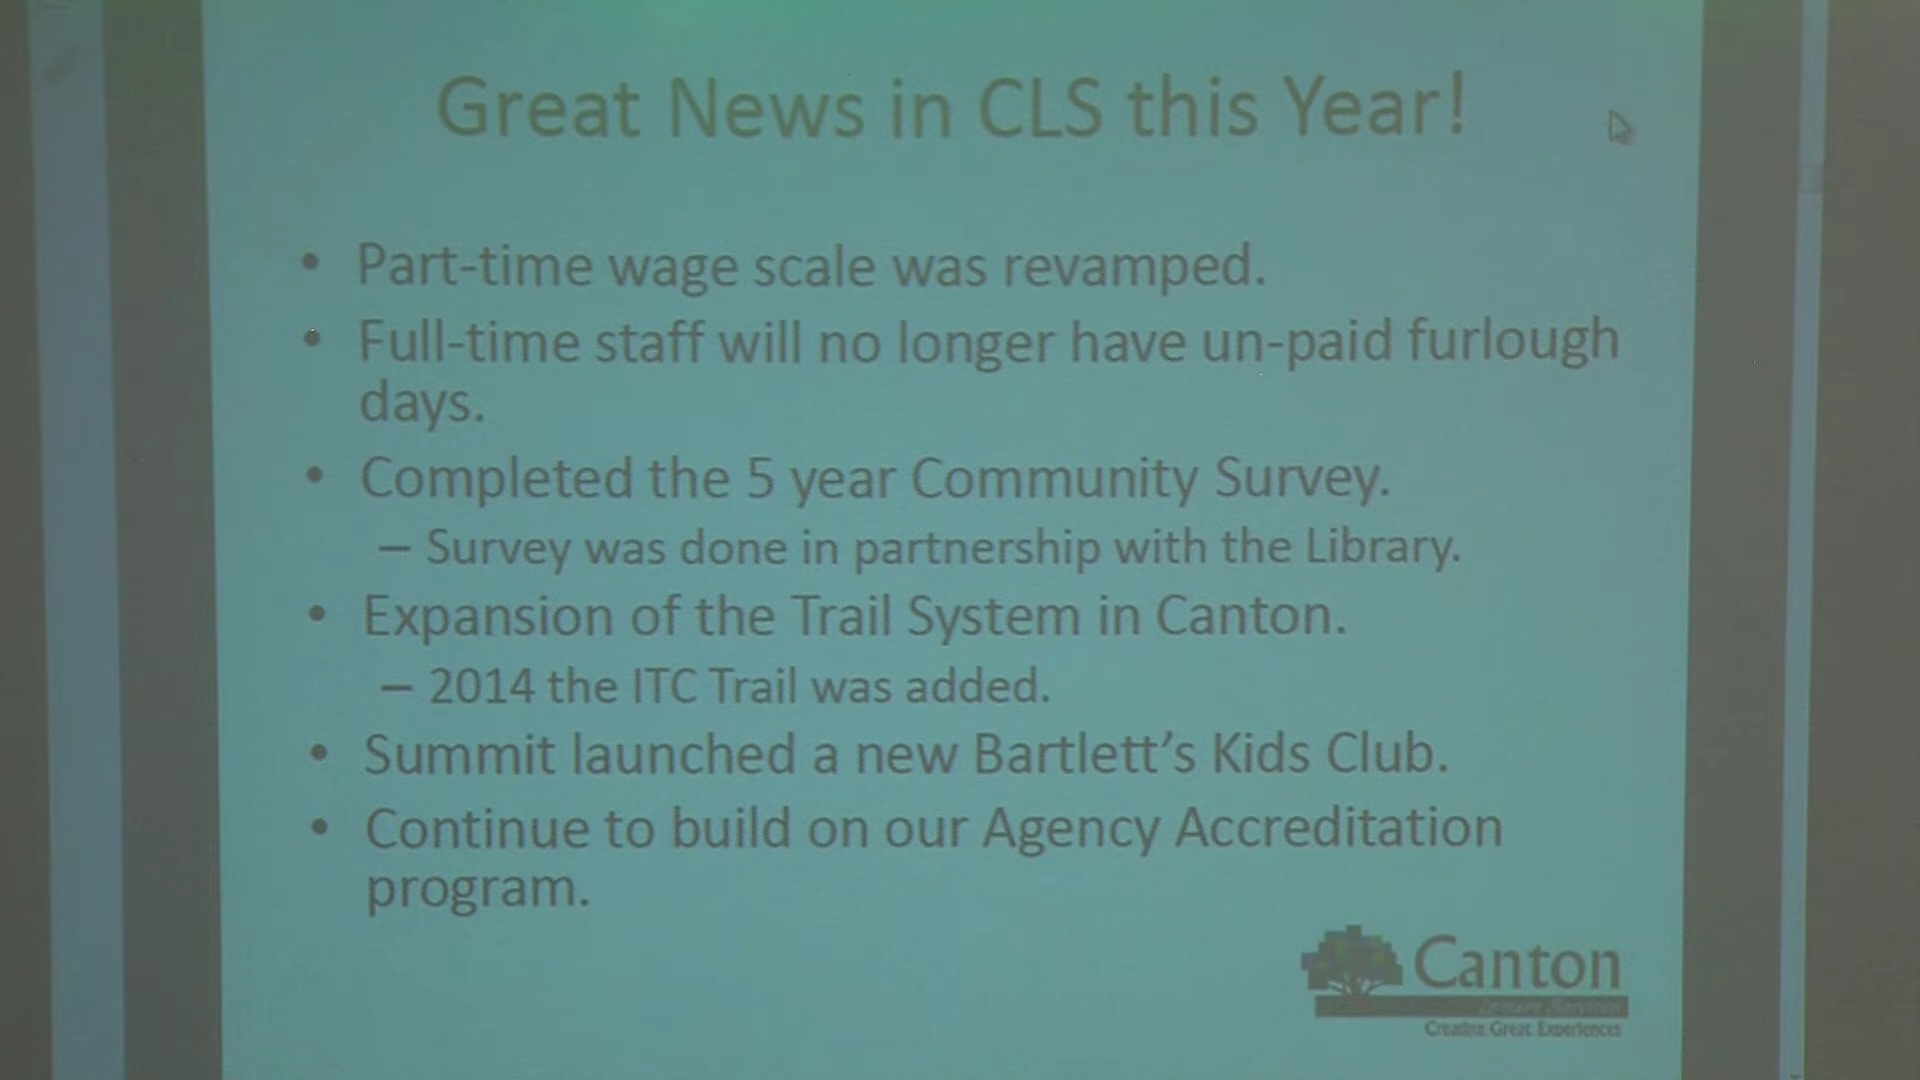 Great News in CLS this Year!
• Part-time wage scale was revamped.
• Full-time staff will no longer have un-paid furlough
days.
• Completed the 5 year Community Survey.
– Survey was done in partnership with the Library.
• Expansion of the Trail System in Canton.
– 2014 the ITC Trail was added.
• Summit launched a new Bartlett's Kids Club.
• Continue to build on our Agency Accreditation
program.
Canton
Leisure Services
Creating Great Experiences